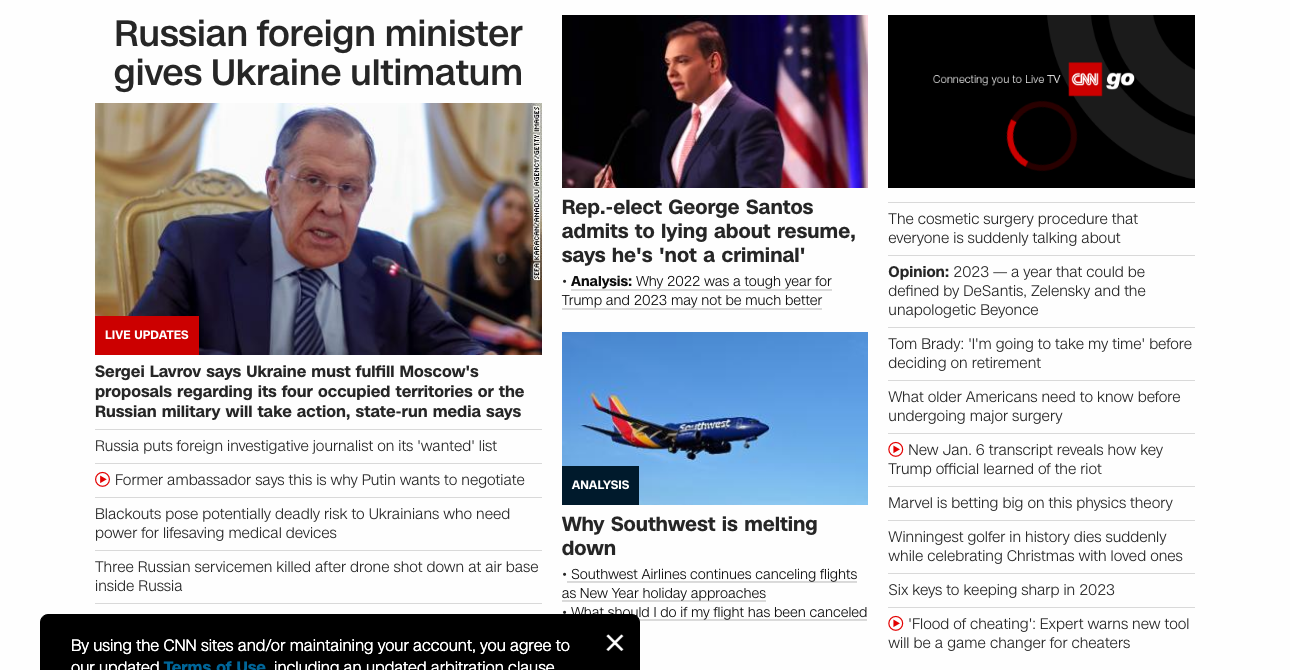 Russian foreign minister
gives Ukraine ultimatum
SEFA KARACAN/ANADOLU AGENCY/GETTY IMAGES
LIVE UPDATES
Sergei Lavrov says Ukraine must fulfill Moscow's
proposals regarding its four occupied territories or the
Russian military will take action, state-run media says
Russia puts foreign investigative journalist on its 'wanted' list
Former ambassador says this is why Putin wants to negotiate
Blackouts pose potentially deadly risk to Ukrainians who need
power for lifesaving medical devices
Three Russian servicemen killed after drone shot down at air base
inside Russia
Rep.-elect George Santos
admits to lying about resume,
says he's 'not a criminal'
• Analysis: Why 2022 was a tough year for
Trump and 2023 may not be much better
Southwest
ANALYSIS
Why Southwest is melting
down
• Southwest Airlines continues canceling flights
as New Year holiday approaches
• What should I do if my flight has been canceled
Connecting you to Live TV CNN go
The cosmetic surgery procedure that
everyone is suddenly talking about
Opinion: 2023 — a year that could be
defined by DeSantis, Zelensky and the
unapologetic Beyonce
Tom Brady: 'I'm going to take my time' before
deciding on retirement
What older Americans need to know before
undergoing major surgery
New Jan. 6 transcript reveals how key
Trump official learned of the riot
Marvel is betting big on this physics theory
Winningest golfer in history dies suddenly
while celebrating Christmas with loved ones
Six keys to keeping sharp in 2023
'Flood of cheating': Expert warns new tool
will be a game changer for cheaters
By using the CNN sites and/or maintaining your account, you agree to
our updated Terms of Use, including an updated arbitration clause